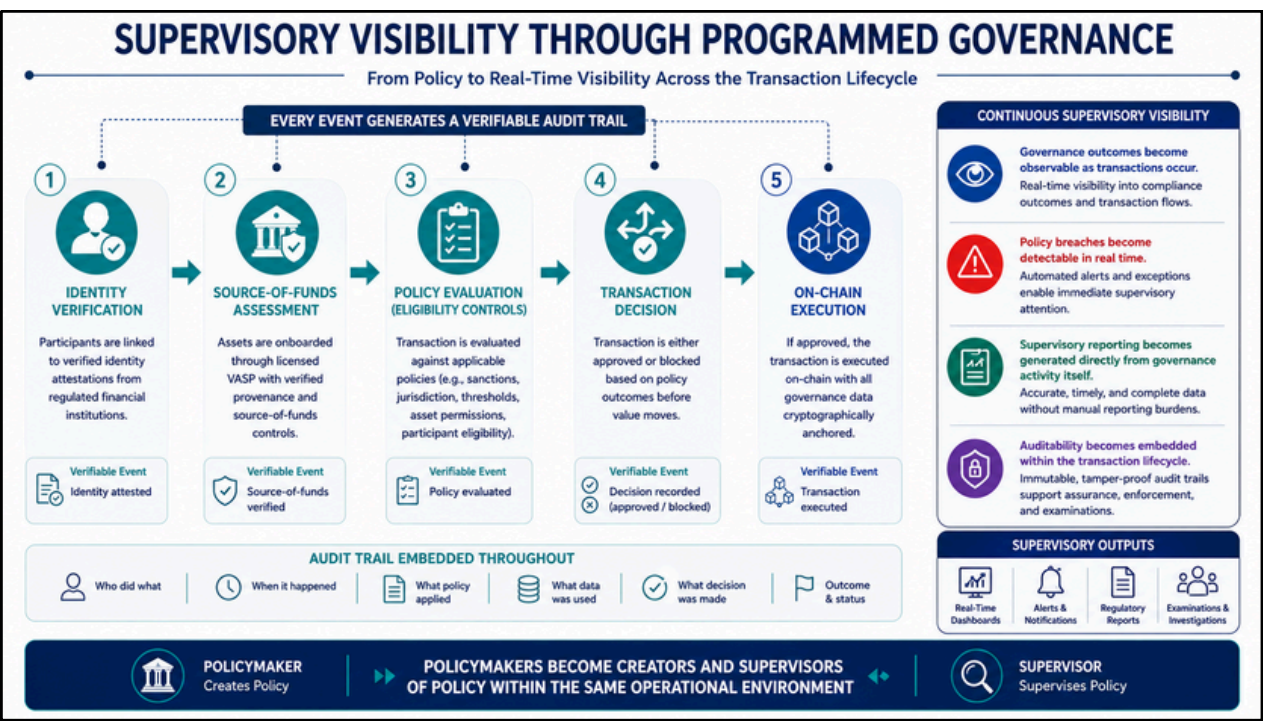 SUPERVISORY VISIBILITY THROUGH PROGRAMMED GOVERNANCE
From Policy to Real-Time Visibility Across the Transaction Lifecycle
EVERY EVENT GENERATES A VERIFIABLE AUDIT TRAIL
1
IDENTITY
VERIFICATION
Participants are linked
to verified identity
attestations from
regulated financial
institutions.
Verifiable Event
Identity attested
2
SOURCE-OF-FUNDS
ASSESSMENT
Assets are onboarded
through licensed
VASP with verified
provenance and
source-of-funds
controls.
Verifiable Event
Source-of-funds
verified
3
POLICY EVALUATION
(ELIGIBILITY CONTROLS)
Transaction is evaluated
against applicable
policies (e.g., sanctions,
jurisdiction, thresholds,
asset permissions,
participant eligibility).
Verifiable Event
Policy evaluated
4
TRANSACTION
DECISION
Transaction is either
approved or blocked
based on policy
outcomes before
value moves.
Verifiable Event
Decision recorded
(approved / blocked)
5
ON-CHAIN
EXECUTION
If approved, the
transaction is executed
on-chain with all
governance data
cryptographically
anchored.
Verifiable Event
Transaction
executed
AUDIT TRAIL EMBEDDED THROUGHOUT
Who did what
When it happened
What policy
applied
What data
was used
What decision
was made
Outcome
& status
CONTINUOUS SUPERVISORY VISIBILITY
Governance outcomes become
observable as transactions occur.
Real-time visibility into compliance
outcomes and transaction flows.
Policy breaches become
detectable in real time.
Automated alerts and exceptions
enable immediate supervisory
attention.
Supervisory reporting becomes
generated directly from governance
activity itself.
Accurate, timely, and complete data
without manual reporting burdens.
Auditability becomes embedded
within the transaction lifecycle.
Immutable, tamper-proof audit trails
support assurance, enforcement,
and examinations.
SUPERVISORY OUTPUTS
Real-Time
Dashboards
Alerts &
Notifications
Regulatory
Reports
Examinations &
Investigations
POLICYMAKER
Creates Policy
POLICYMAKERS BECOME CREATORS AND SUPERVISORS
OF POLICY WITHIN THE SAME OPERATIONAL ENVIRONMENT
SUPERVISOR
Supervises Policy